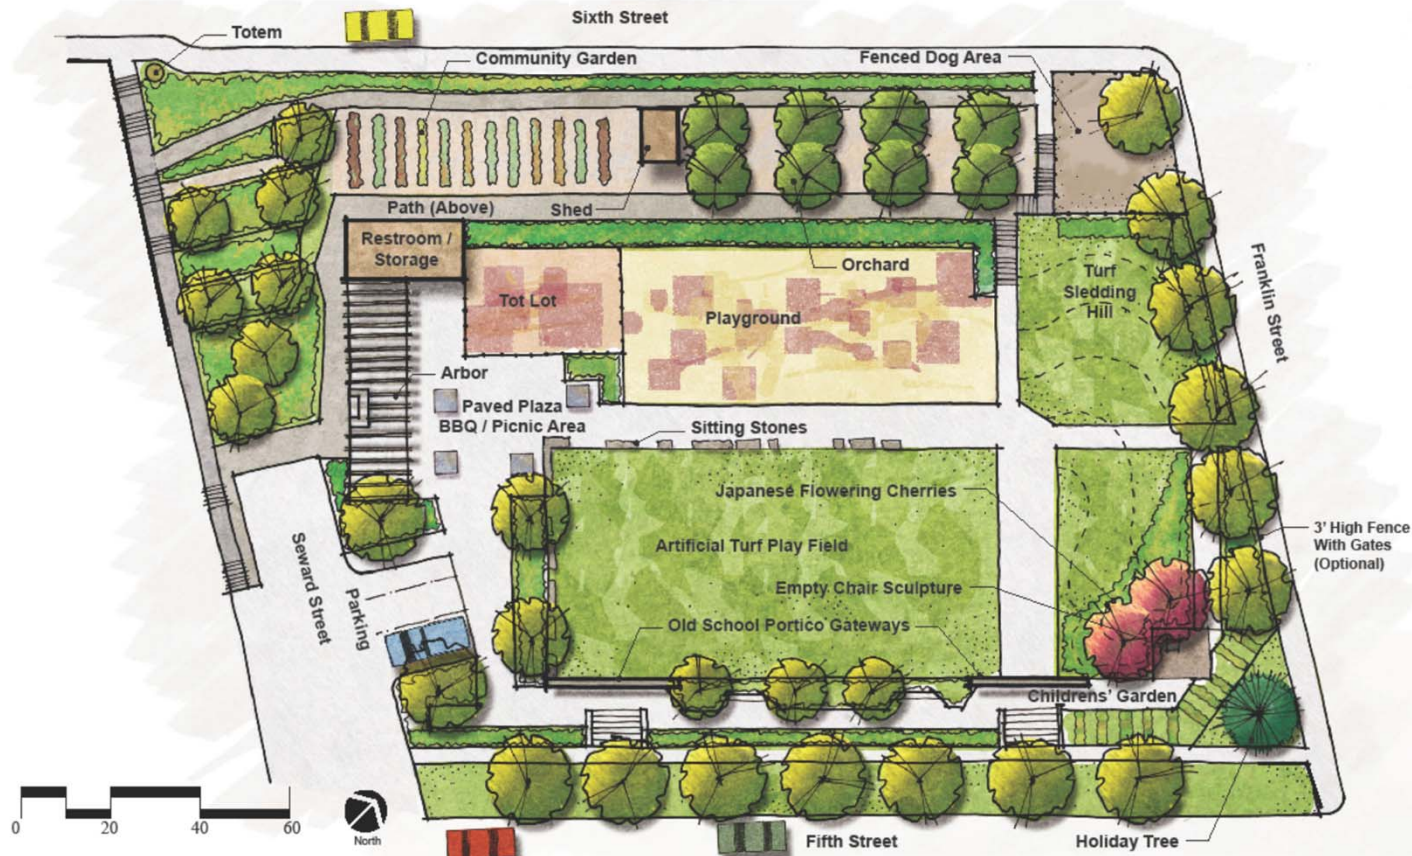 Sixth Street
Totem
Community Garden
Fenced Dog Area
Path (Above)
Shed
Restroom /
Storage
Orchard
Turf
Sledding
Hill
Franklin Street
Tot Lot
Playground
Arbor
Paved Plaza
BBQ / Picnic Area
Sitting Stones
Japanese Flowering Cherries
3' High Fence
With Gates
(Optional)
Artificial Turf Play Field
Seward Street
Parking
Empty Chair Sculpture
Old School Portico Gateways
Childrens' Garden
0 20 40 60
North
Fifth Street
Holiday Tree